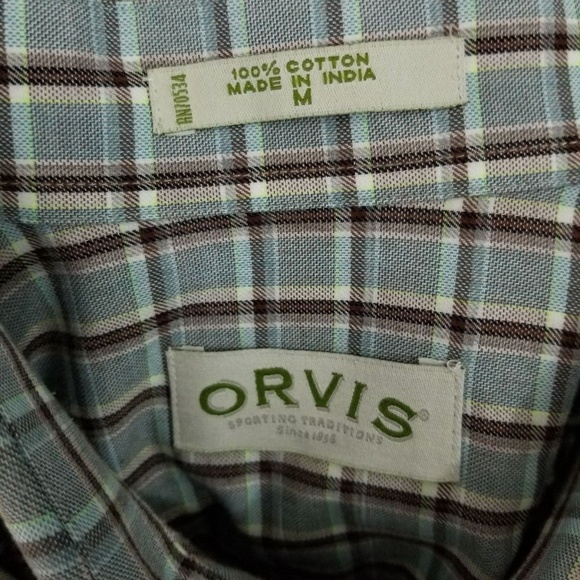 RN70534
100% COTTON
MADE IN INDIA
M
ORVIS®
SPORTING TRADITIONS
Since 1856